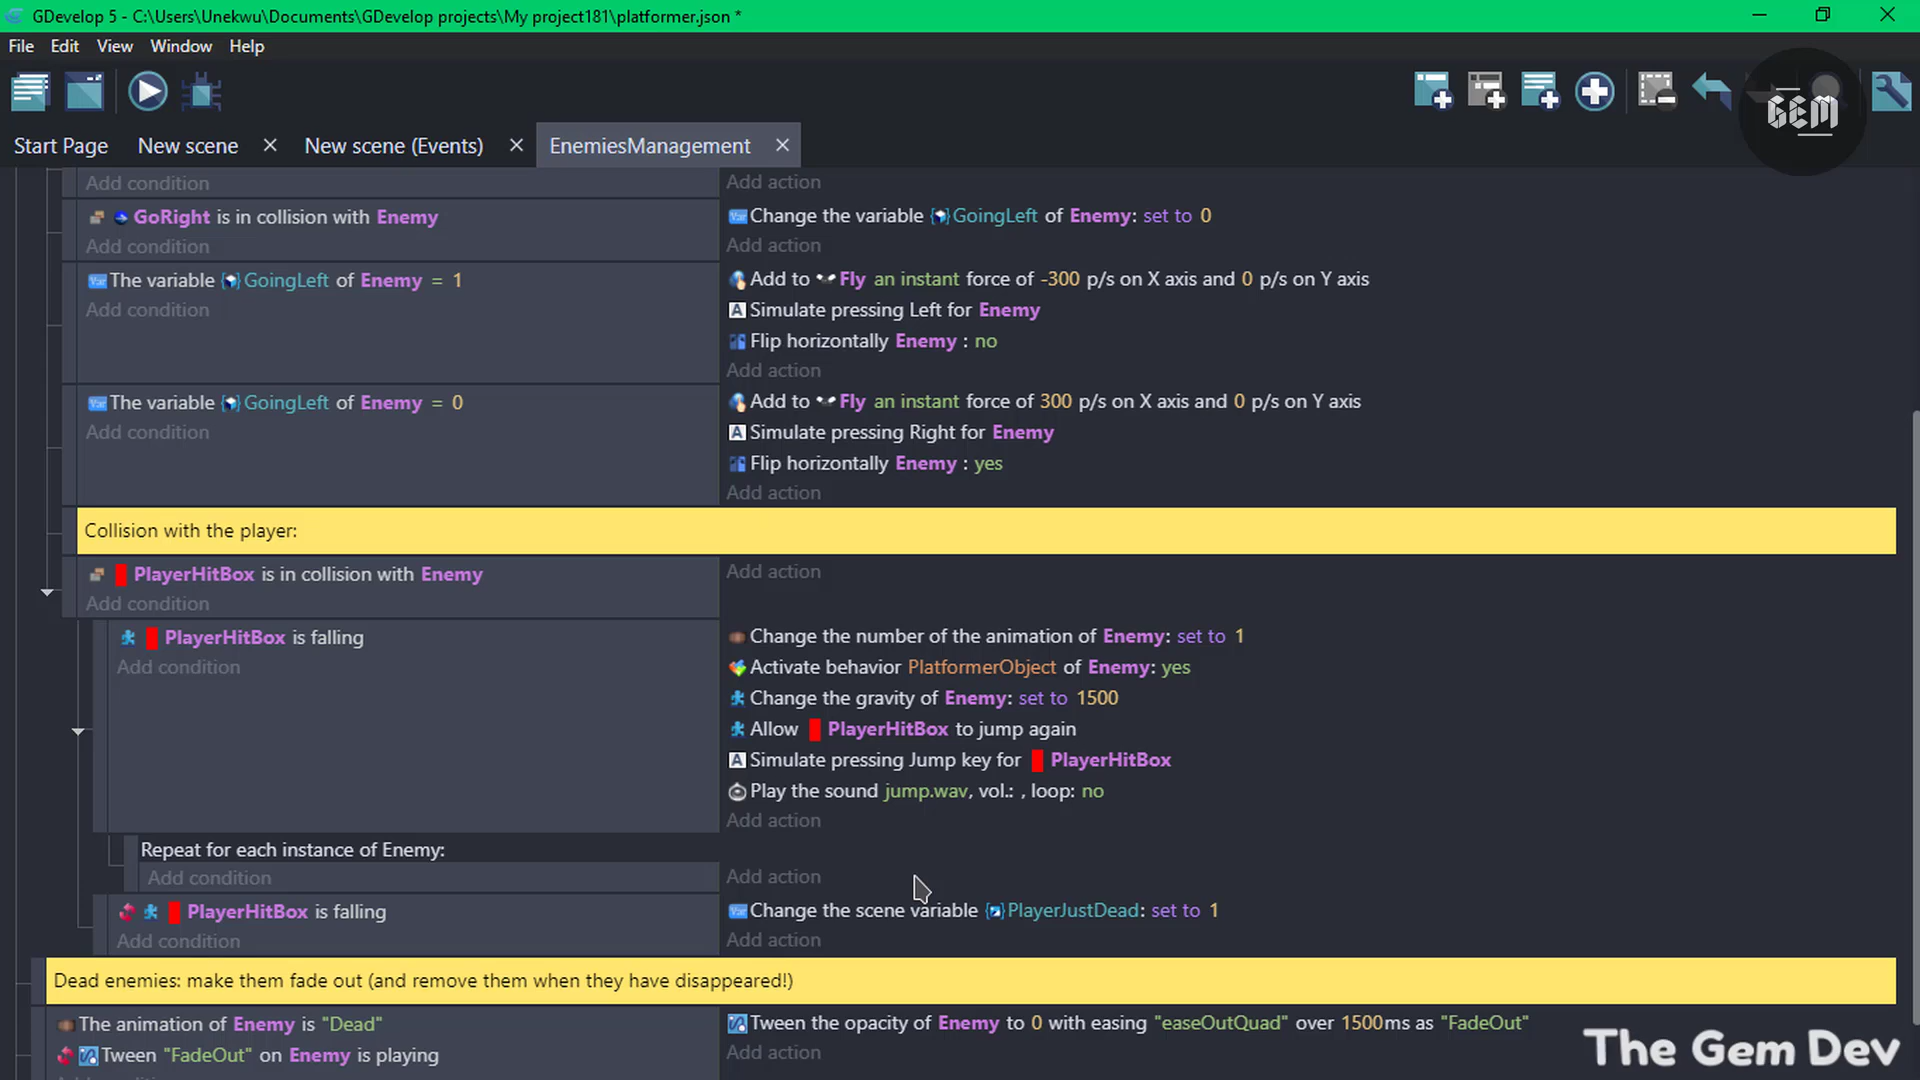 GDevelop 5 - C:\Users\Unekwu\Documents\GDevelop projects\My project181\platformer.json *
File Edit View Window Help
GEM
Start Page New scene New scene (Events) EnemiesManagement
Add condition Add action
GoRight is in collision with Enemy Change the variable GoingLeft of Enemy: set to 0
Add condition Add action
The variable GoingLeft of Enemy = 1 Add to Fly an instant force of -300 p/s on X axis and 0 p/s on Y axis
Add condition Simulate pressing Left for Enemy
Flip horizontally Enemy : no
Add action
The variable GoingLeft of Enemy = 0 Add to Fly an instant force of 300 p/s on X axis and 0 p/s on Y axis
Add condition Simulate pressing Right for Enemy
Flip horizontally Enemy : yes
Add action
Collision with the player:
PlayerHitBox is in collision with Enemy Add action
Add condition
PlayerHitBox is falling Change the number of the animation of Enemy: set to 1
Add condition Activate behavior PlatformerObject of Enemy: yes
Change the gravity of Enemy: set to 1500
Allow PlayerHitBox to jump again
Simulate pressing Jump key for PlayerHitBox
Play the sound jump.wav, vol.: , loop: no
Add action
Repeat for each instance of Enemy:
Add condition Add action
PlayerHitBox is falling Change the scene variable PlayerJustDead: set to 1
Add condition Add action
Dead enemies: make them fade out (and remove them when they have disappeared!)
The animation of Enemy is "Dead" Tween the opacity of Enemy to 0 with easing "easeOutQuad" over 1500ms as "FadeOut"
Tween "FadeOut" on Enemy is playing Add action
The Gem Dev